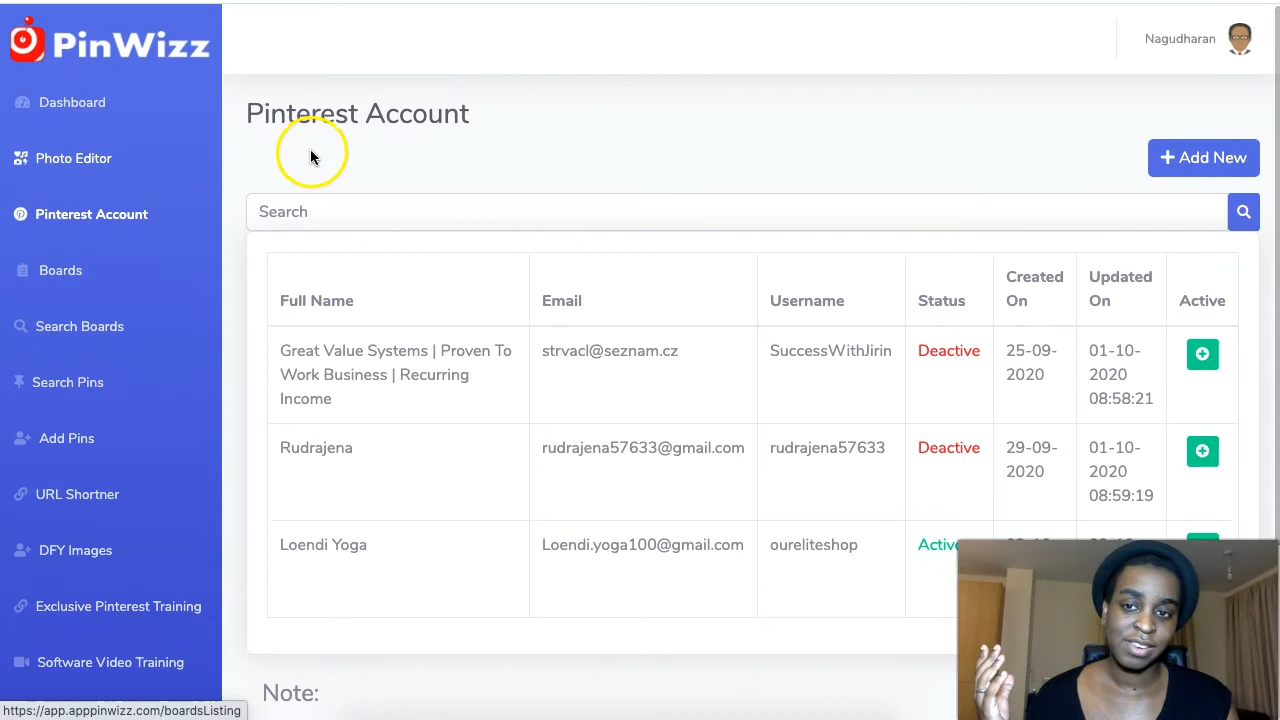 PinWizz
Nagudharan
Dashboard
Photo Editor
Pinterest Account
Boards
Search Boards
Search Pins
Add Pins
URL Shortner
DFY Images
Exclusive Pinterest Training
Software Video Training
https://app.apppinwizz.com/boardsListing
Pinterest Account
Add New
Search
Full Name Email Username Status Created On Updated On Active
Great Value Systems | Proven To strvacl@seznam.cz SuccessWithJirin Deactive 25-09- 01-10-
Work Business | Recurring 2020 2020
Income 08:58:21
Rudrajena rudrajena57633@gmail.com rudrajena57633 Deactive 29-09- 01-10-
2020 2020
08:59:19
Loendi Yoga Loendi.yoga100@gmail.com oureliteshop Active
Note: